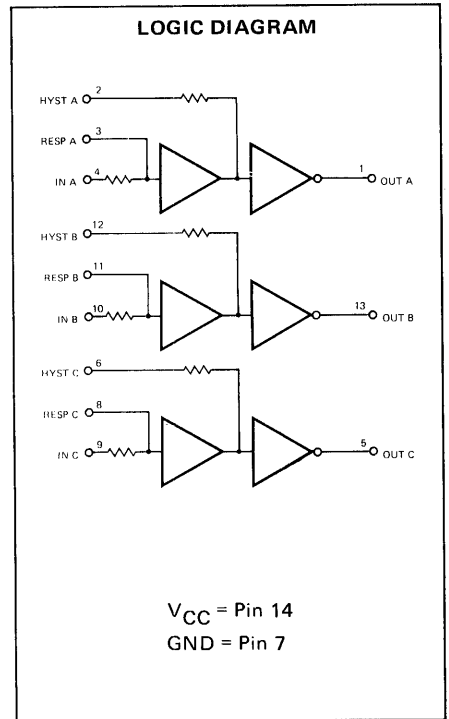 LOGIC DIAGRAM
HYST A 2
RESP A 3
IN A 4
1 OUT A
HYST B 12
RESP B 11
IN B 10
13 OUT B
HYST C 6
RESP C 8
IN C 9
5 OUT C
VCC = Pin 14
GND = Pin 7